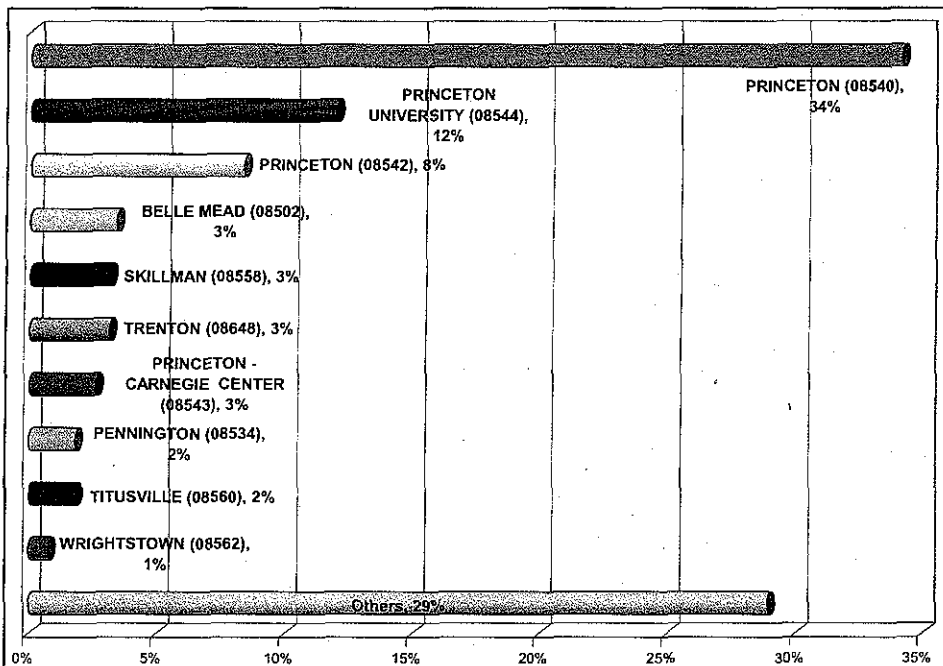 PRINCETON (08540),
34%
PRINCETON
UNIVERSITY (08544),
12%
PRINCETON (08542), 8%
BELLE MEAD (08502),
3%
SKILLMAN (08558), 3%
TRENTON (08648), 3%
PRINCETON -
CARNEGIE CENTER
(08543), 3%
PENNINGTON (08534),
2%
TITUSVILLE (08560), 2%
WRIGHTSTOWN (08562),
1%
Others, 29%
0% 5% 10% 15% 20% 25% 30% 35%